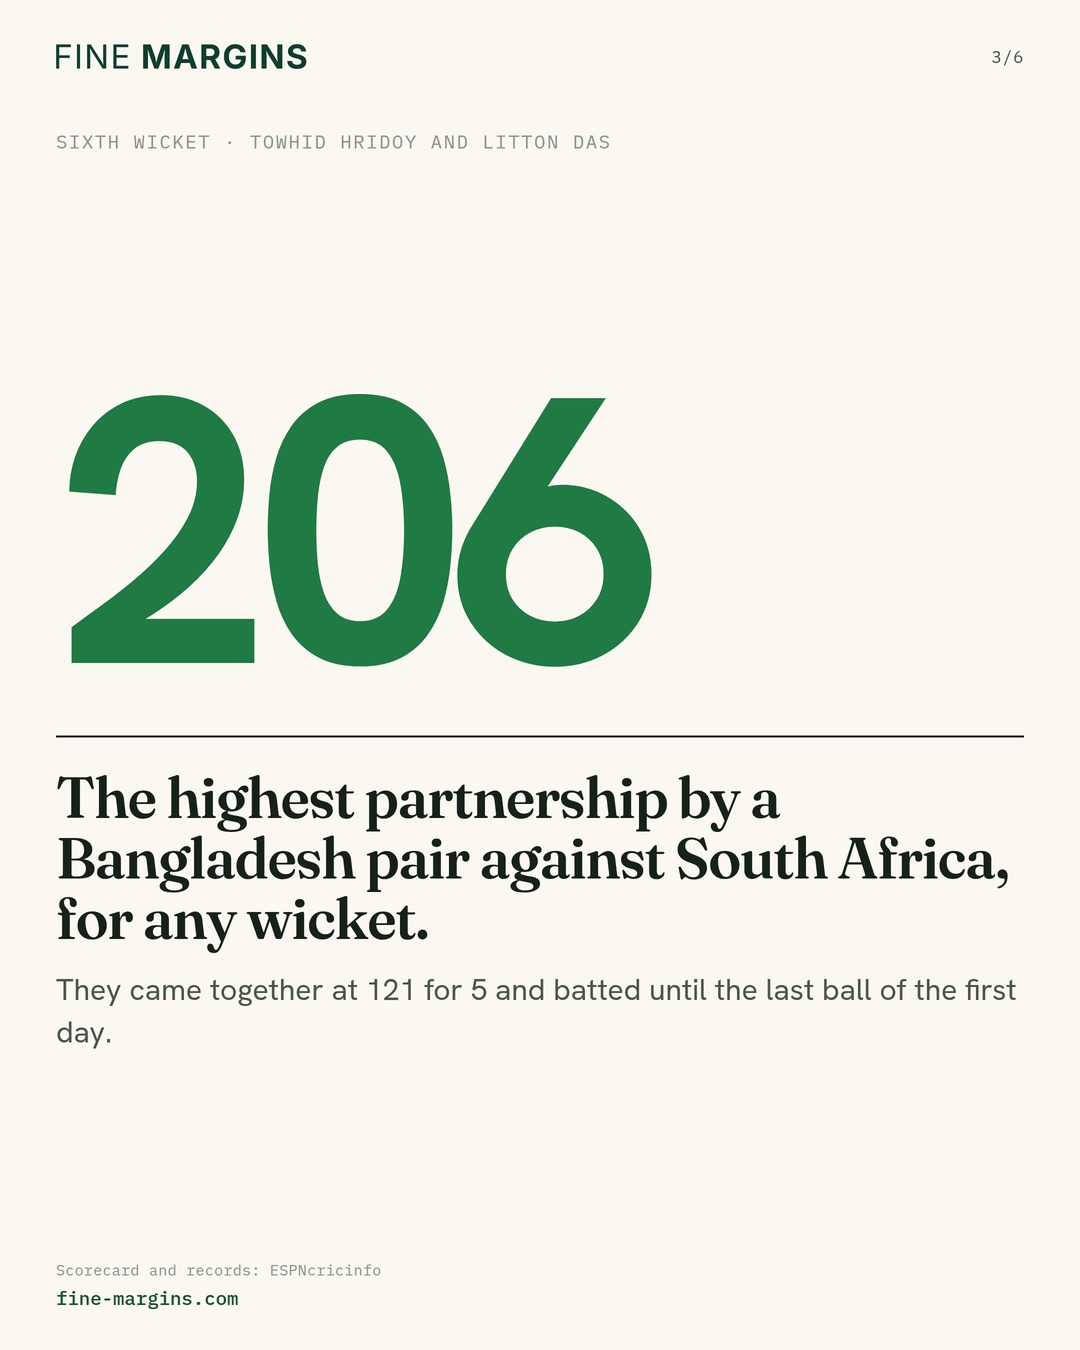 FINE MARGINS
3/6
SIXTH WICKET · TOWHID HRIDOY AND LITTON DAS
206
The highest partnership by a
Bangladesh pair against South Africa,
for any wicket.
They came together at 121 for 5 and batted until the last ball of the first
day.
Scorecard and records: ESPNcricinfo
fine-margins.com